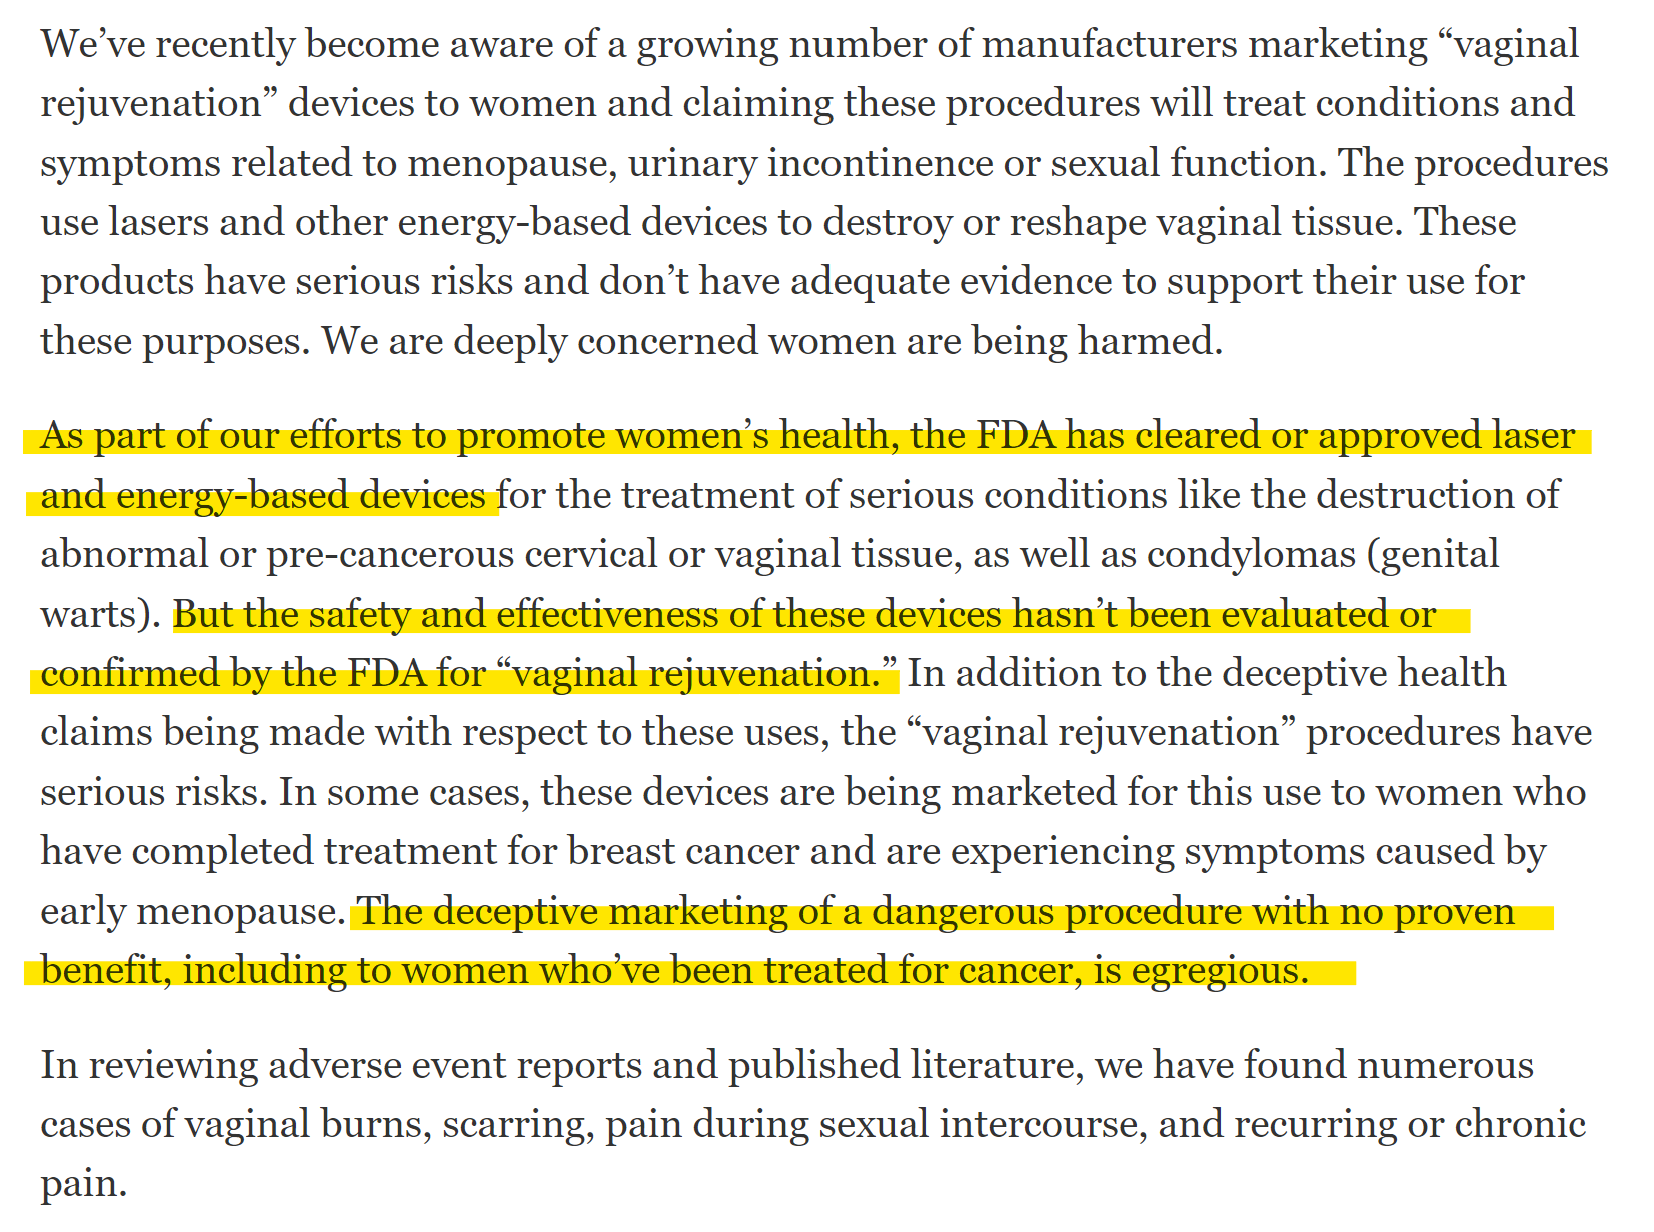 We’ve recently become aware of a growing number of manufacturers marketing “vaginal
rejuvenation” devices to women and claiming these procedures will treat conditions and
symptoms related to menopause, urinary incontinence or sexual function. The procedures
use lasers and other energy-based devices to destroy or reshape vaginal tissue. These
products have serious risks and don’t have adequate evidence to support their use for
these purposes. We are deeply concerned women are being harmed.
As part of our efforts to promote women’s health, the FDA has cleared or approved laser
and energy-based devices for the treatment of serious conditions like the destruction of
abnormal or pre-cancerous cervical or vaginal tissue, as well as condylomas (genital
warts). But the safety and effectiveness of these devices hasn’t been evaluated or
confirmed by the FDA for “vaginal rejuvenation.” In addition to the deceptive health
claims being made with respect to these uses, the “vaginal rejuvenation” procedures have
serious risks. In some cases, these devices are being marketed for this use to women who
have completed treatment for breast cancer and are experiencing symptoms caused by
early menopause. The deceptive marketing of a dangerous procedure with no proven
benefit, including to women who’ve been treated for cancer, is egregious.
In reviewing adverse event reports and published literature, we have found numerous
cases of vaginal burns, scarring, pain during sexual intercourse, and recurring or chronic
pain.